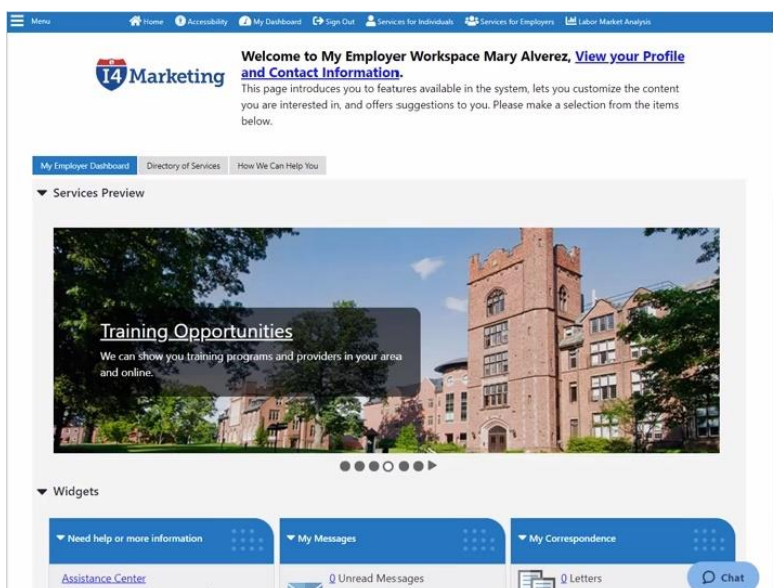 Menu
Home Accessibility My Dashboard Sign Out Services for Individuals Services for Employers Labor Market Analysis
I4 Marketing
Welcome to My Employer Workspace Mary Alverez, View your Profile
and Contact Information.
This page introduces you to features available in the system, lets you customize the content
you are interested in, and offers suggestions to you. Please make a selection from the items
below.
My Employer Dashboard Directory of Services How We Can Help You
Services Preview
Training Opportunities
We can show you training programs and providers in your area
and online.
Widgets
Need help or more information
My Messages
My Correspondence
Assistance Center
0 Unread Messages
0 Letters
Chat